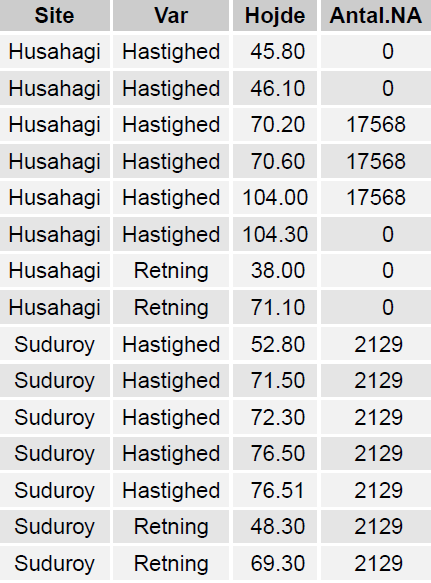 Site Var Hojde Antal.NA
Husahagi Hastighed 45.80 0
Husahagi Hastighed 46.10 0
Husahagi Hastighed 70.20 17568
Husahagi Hastighed 70.60 17568
Husahagi Hastighed 104.00 17568
Husahagi Hastighed 104.30 0
Husahagi Retning 38.00 0
Husahagi Retning 71.10 0
Suduroy Hastighed 52.80 2129
Suduroy Hastighed 71.50 2129
Suduroy Hastighed 72.30 2129
Suduroy Hastighed 76.50 2129
Suduroy Hastighed 76.51 2129
Suduroy Retning 48.30 2129
Suduroy Retning 69.30 2129